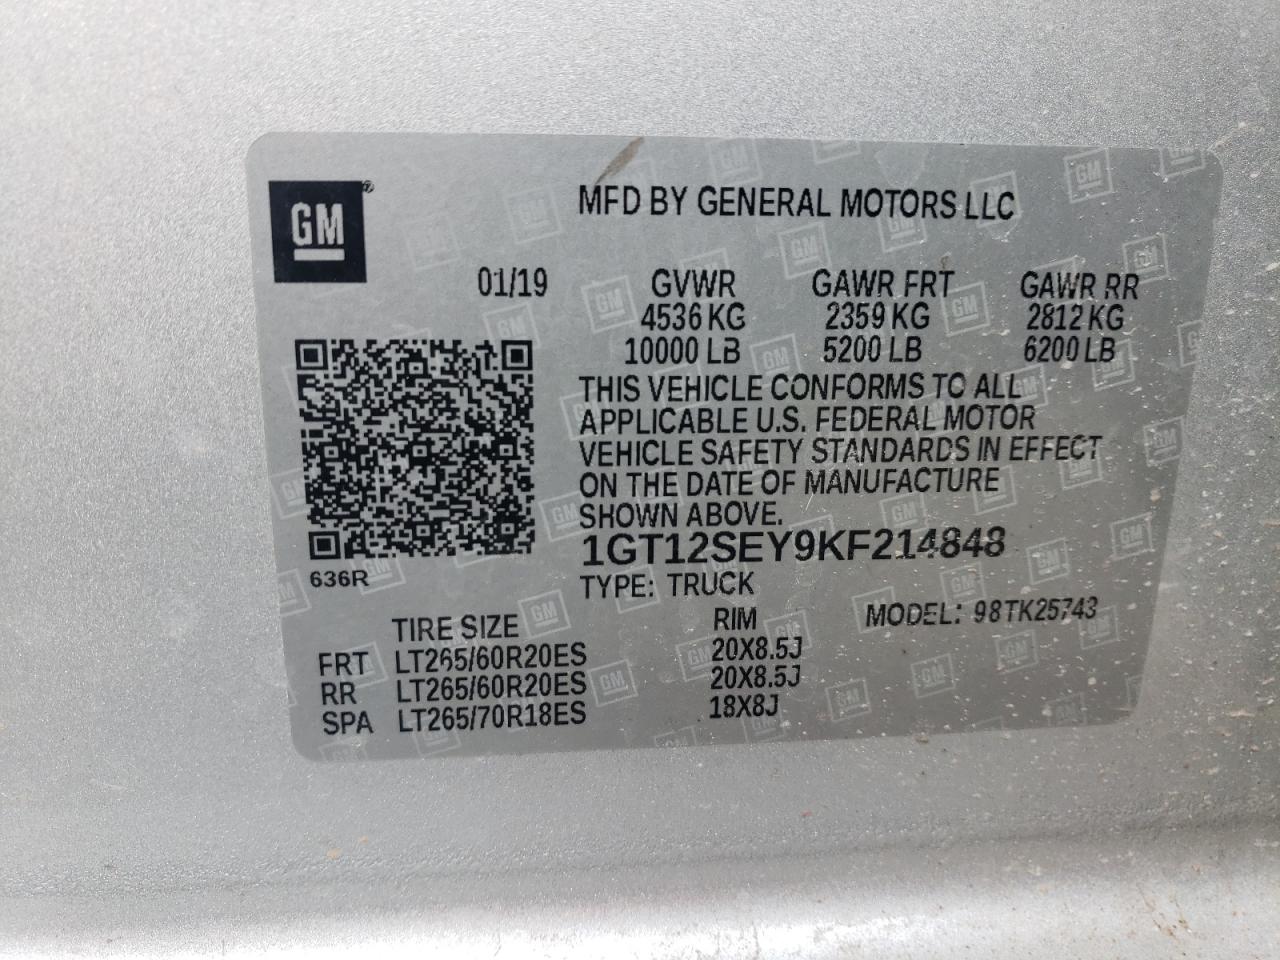 GM®
MFD BY GENERAL MOTORS LLC
01/19 GVWR GAWR FRT GAWR RR
4536 KG 2359 KG 2812 KG
10000 LB 5200 LB 6200 LB
THIS VEHICLE CONFORMS TO ALL
APPLICABLE U.S. FEDERAL MOTOR
VEHICLE SAFETY STANDARDS IN EFFECT
ON THE DATE OF MANUFACTURE
SHOWN ABOVE.
1GT12SEY9KF214848
636R
TYPE: TRUCK
MODEL: 98TK25743
TIRE SIZE RIM
FRT LT265/60R20ES 20X8.5J
RR LT265/60R20ES 20X8.5J
SPA LT265/70R18ES 18X8J